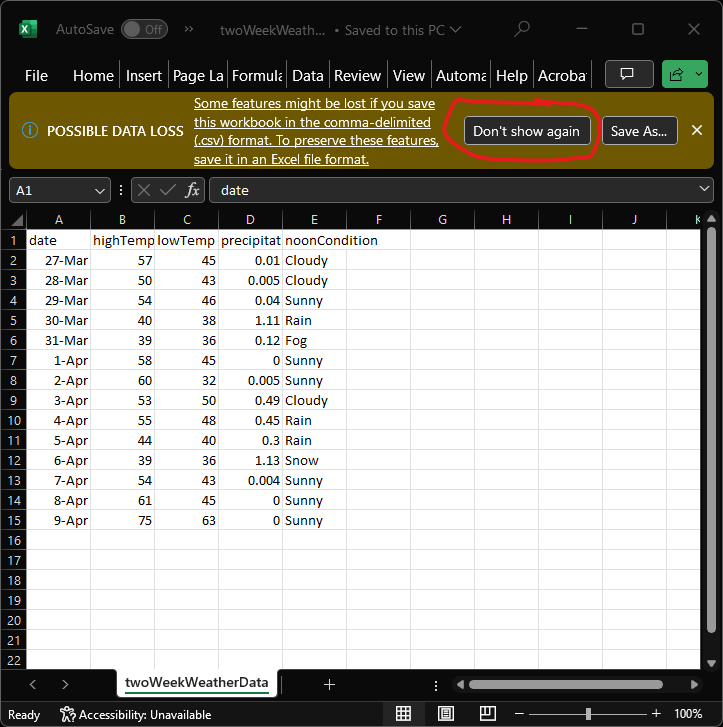 AutoSave Off » twoWeekWeath... • Saved to this PC
File Home Insert Page La Formula Data Review View Automa Help Acroba
POSSIBLE DATA LOSS
Some features might be lost if you save
this workbook in the comma-delimited
(.csv) format. To preserve these features,
save it in an Excel file format.
Don't show again
Save As...
A1 fx date
A B C D E F G H I J K
1 date highTemp lowTemp precipitat noonCondition
2 27-Mar 57 45 0.01 Cloudy
3 28-Mar 50 43 0.005 Cloudy
4 29-Mar 54 46 0.04 Sunny
5 30-Mar 40 38 1.11 Rain
6 31-Mar 39 36 0.12 Fog
7 1-Apr 58 45 0 Sunny
8 2-Apr 60 32 0.005 Sunny
9 3-Apr 53 50 0.49 Cloudy
10 4-Apr 55 48 0.45 Rain
11 5-Apr 44 40 0.3 Rain
12 6-Apr 39 36 1.13 Snow
13 7-Apr 54 43 0.004 Sunny
14 8-Apr 61 45 0 Sunny
15 9-Apr 75 63 0 Sunny
16
17
18
19
20
21
22
twoWeekWeatherData
Ready Accessibility: Unavailable 100%